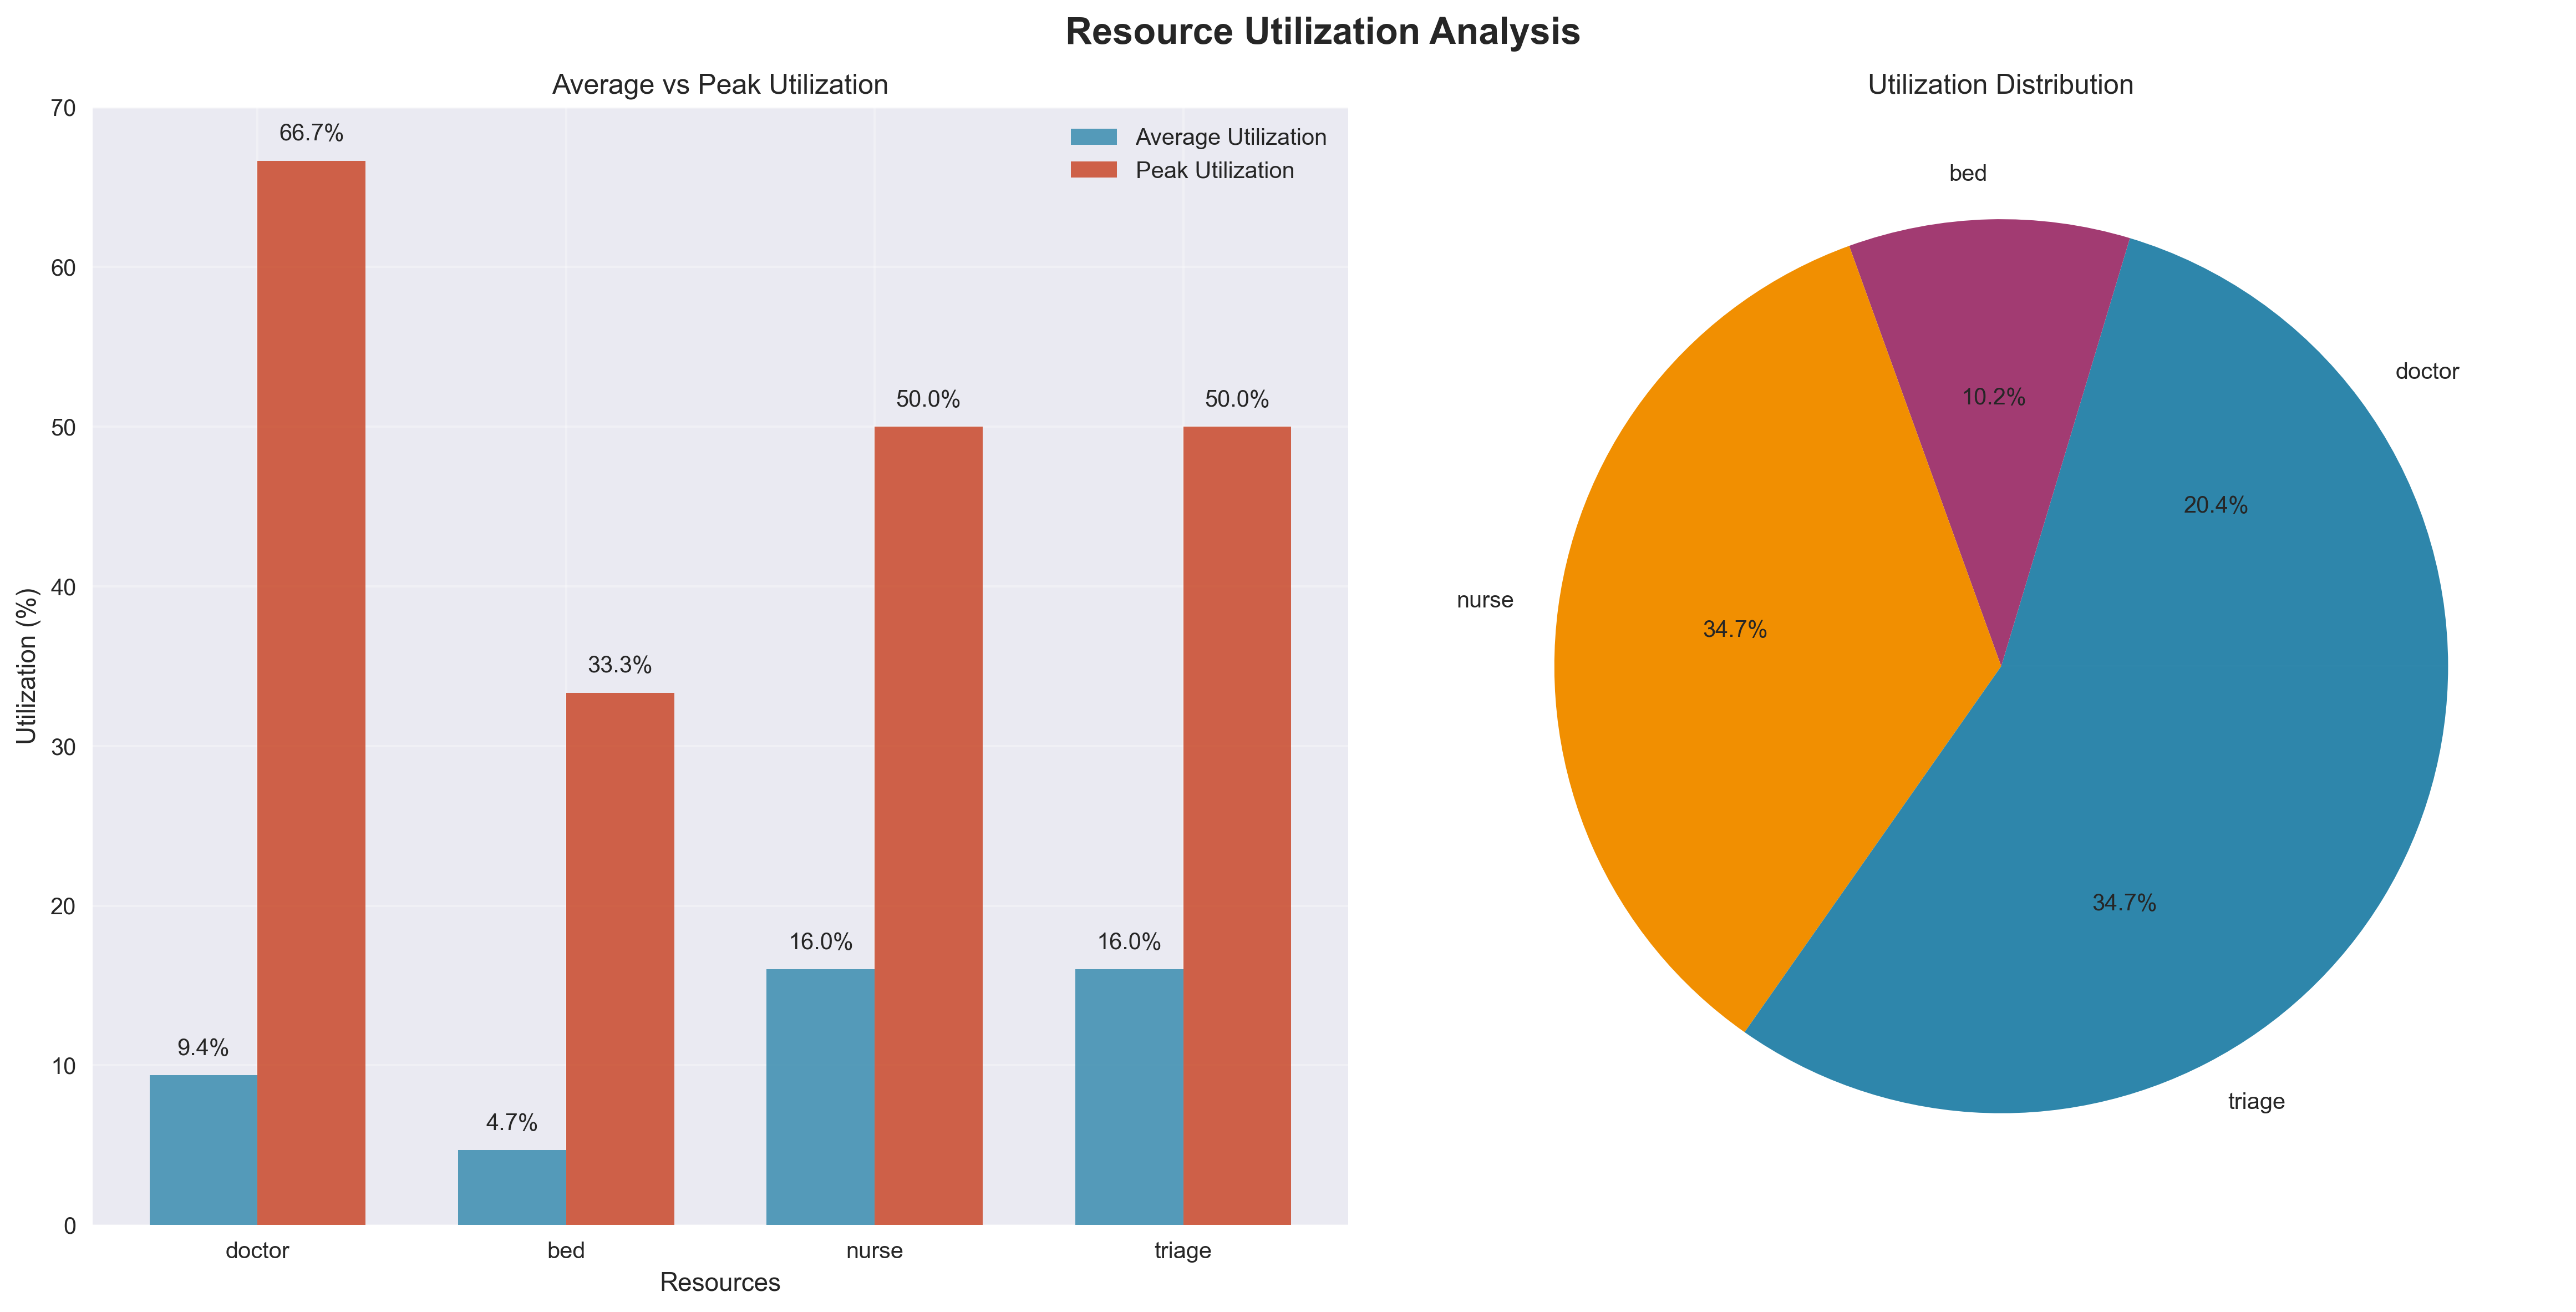 Resource Utilization Analysis
Average vs Peak Utilization
70
60
50
40
30
20
10
0
Utilization (%)
66.7%
33.3%
50.0%
50.0%
9.4%
4.7%
16.0%
16.0%
Average Utilization
Peak Utilization
doctor
bed
nurse
triage
Resources
Utilization Distribution
bed
doctor
nurse
triage
10.2%
20.4%
34.7%
34.7%